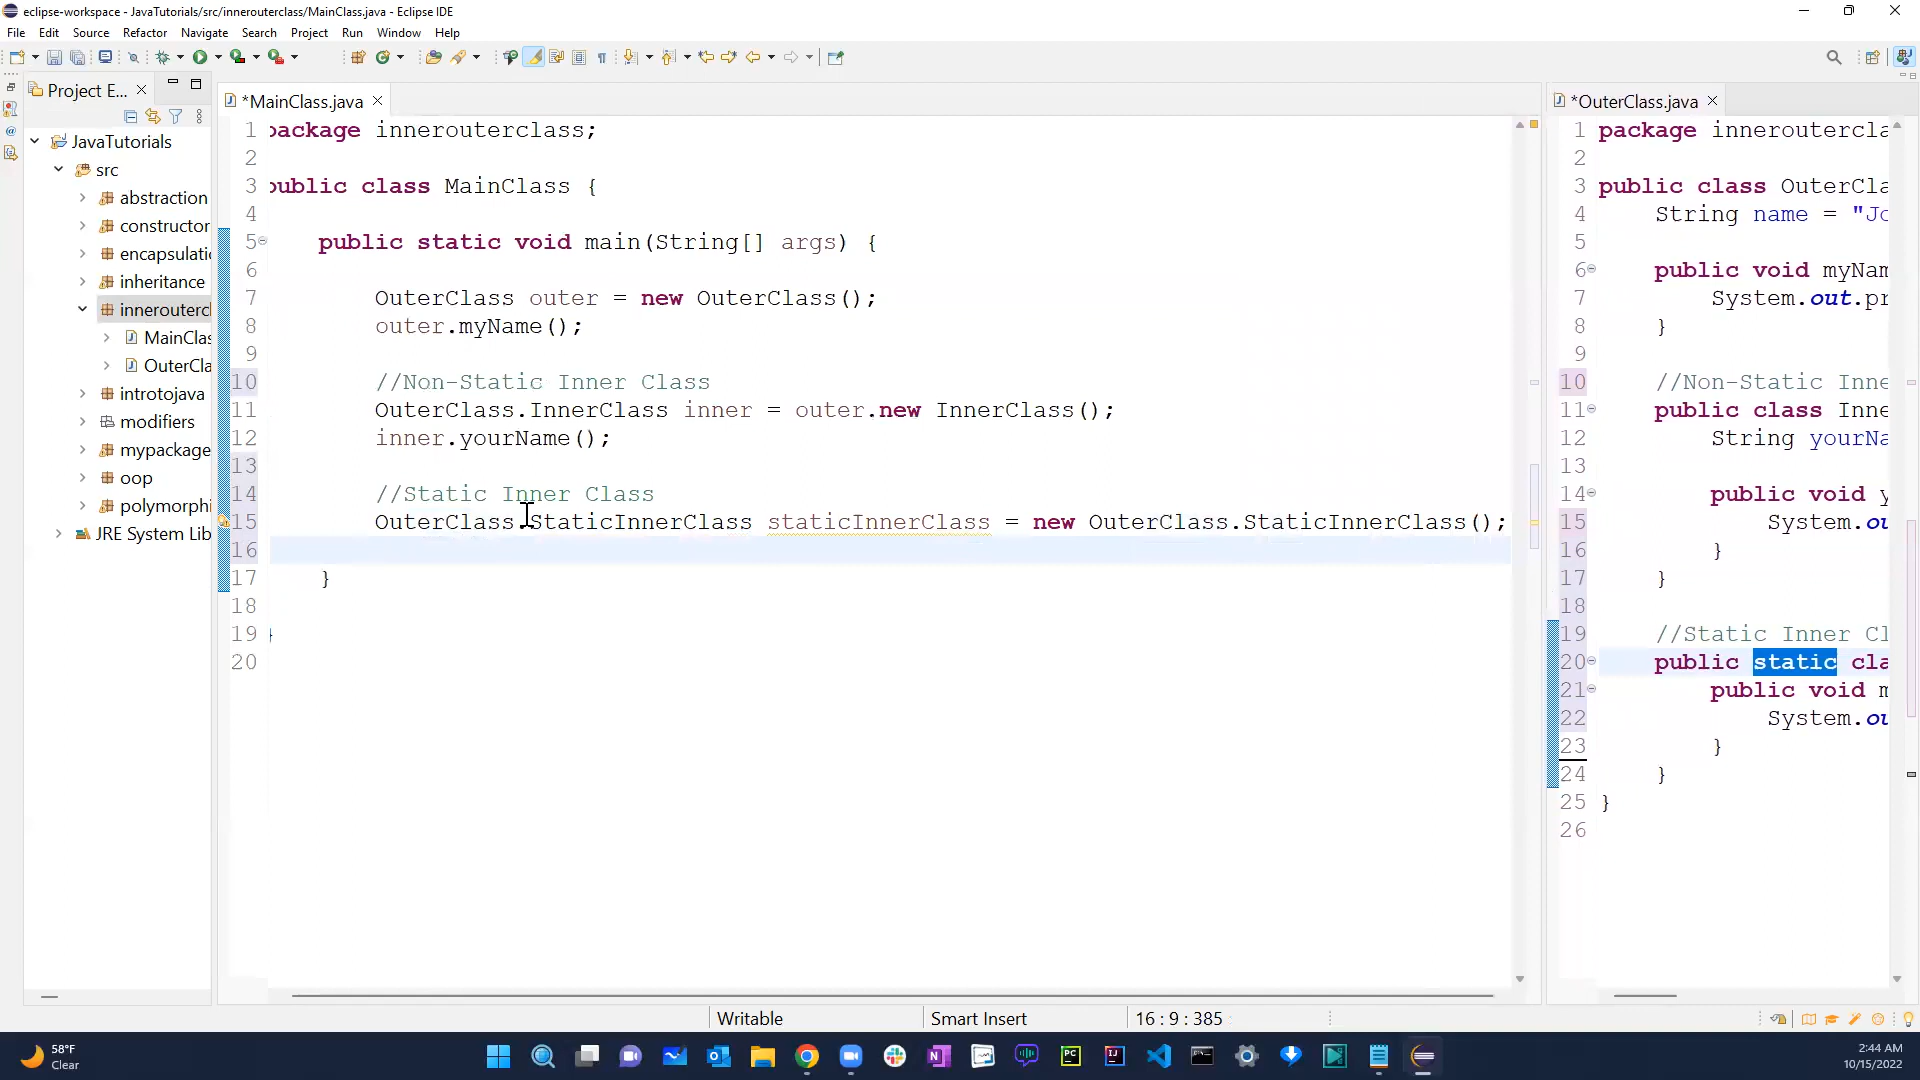 eclipse-workspace - JavaTutorials/src/innerouterclass/MainClass.java - Eclipse IDE
File Edit Source Refactor Navigate Search Project Run Window Help
Project E...
JavaTutorials
src
abstraction
constructor
encapsulati
inheritance
innerouterc
MainClas
OuterCla
introtojava
modifiers
mypackage
oop
polymorphi
JRE System Lib
*MainClass.java
1 package innerouterclass;
2
3 public class MainClass {
4
5 public static void main(String[] args) {
6
7 OuterClass outer = new OuterClass();
8 outer.myName();
9
10 //Non-Static Inner Class
11 OuterClass.InnerClass inner = outer.new InnerClass();
12 inner.yourName();
13
14 //Static Inner Class
15 OuterClass.StaticInnerClass staticInnerClass = new OuterClass.StaticInnerClass();
16
17 }
18
19 }
20
*OuterClass.java
1 package inneroutercla
2
3 public class OuterCla
4 String name = "Jo
5
6 public void myNam
7 System.out.pr
8 }
9
10 //Non-Static Inne
11 public class Inne
12 String yourNa
13
14 public void y
15 System.ou
16 }
17 }
18
19 //Static Inner Cl
20 public static cla
21 public void m
22 System.ou
23 }
24 }
25 }
26
Writable Smart Insert 16 : 9 : 385
58°F
Clear
2:44 AM
10/15/2022